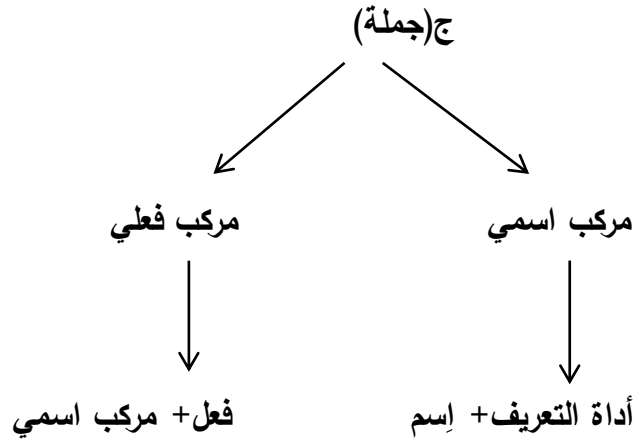 ج(جملة)
مركب اسمي
مركب فعلي
أداة التعريف+ اِسم
فعل+ مركب اسمي